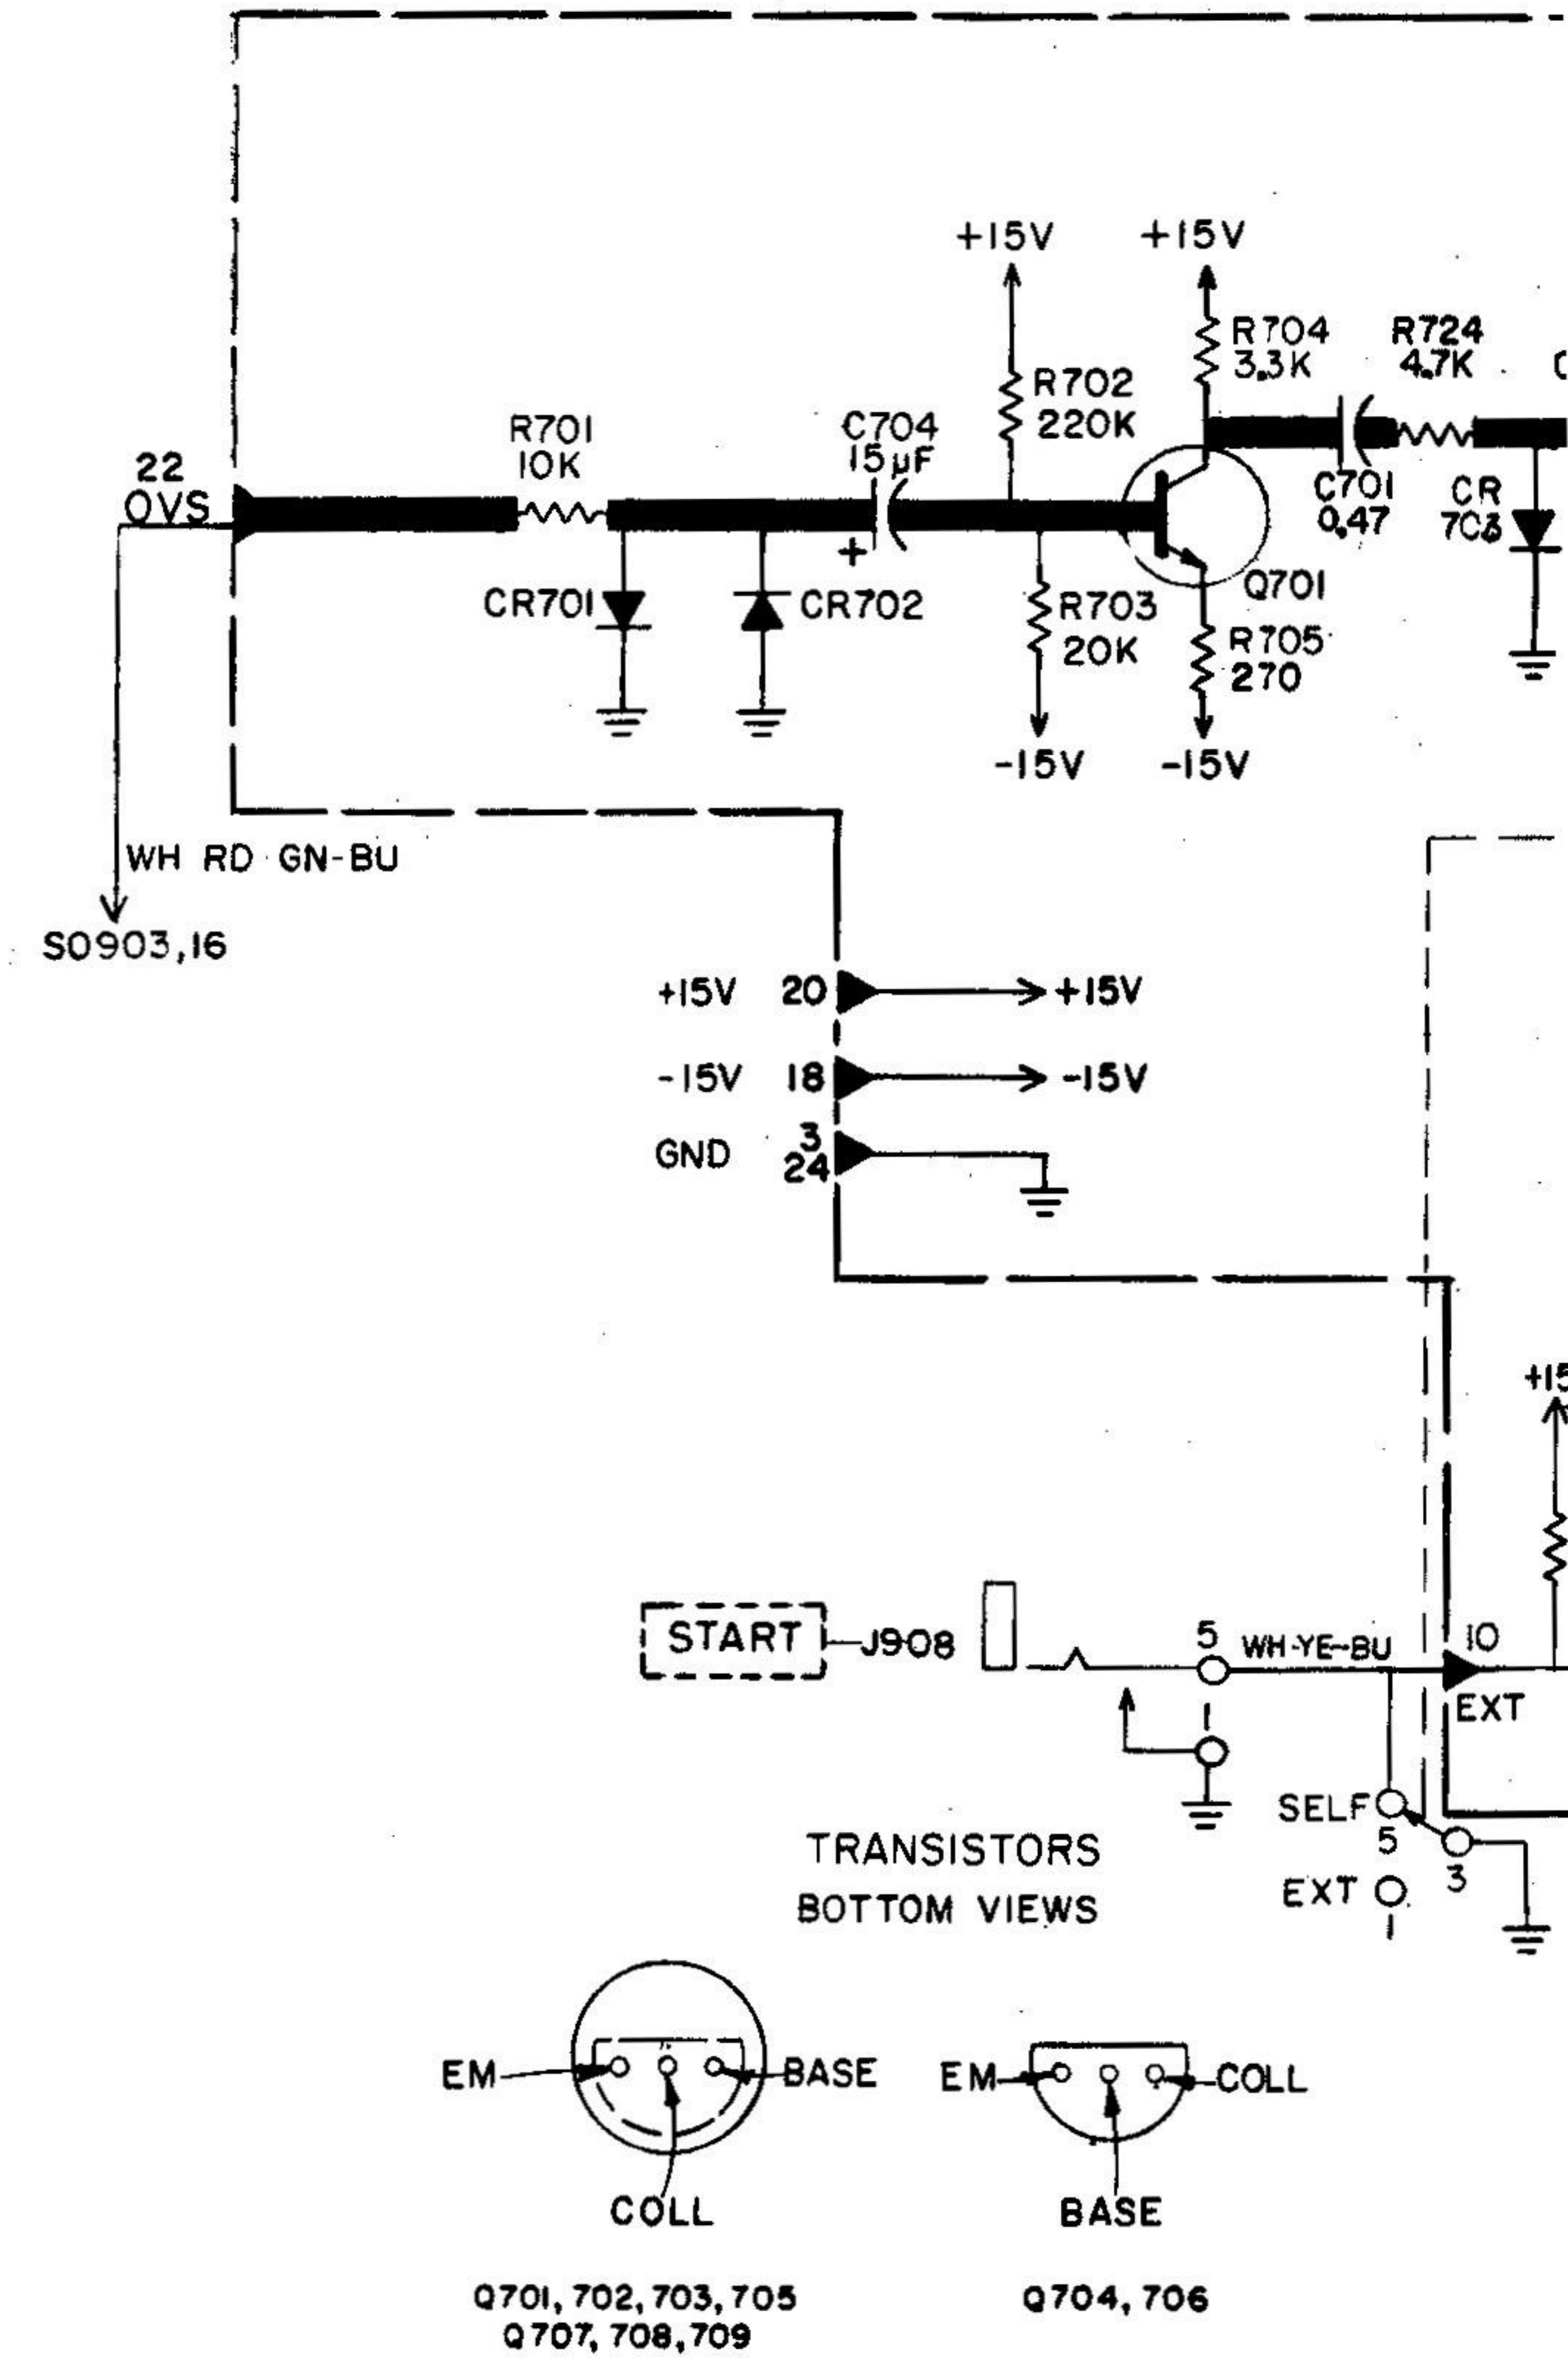 +15V
+15V
R704
3.3K
R724
4.7K
R702
220K
R701
10K
C704
15µF
+
22
OVS
C701
0.47
CR
703
CR701
CR702
Q701
R703
20K
R705
270
-15V
-15V
WH RD GN-BU
SO903,16
+15V 20 +15V
-15V 18 -15V
GND 3
24
+15
START J908
5 WH-YE-BU 10
EXT
1
SELF
5
3
EXT
1
TRANSISTORS
BOTTOM VIEWS
EM BASE
COLL
EM COLL
BASE
Q701, 702, 703, 705
Q707, 708, 709
Q704, 706